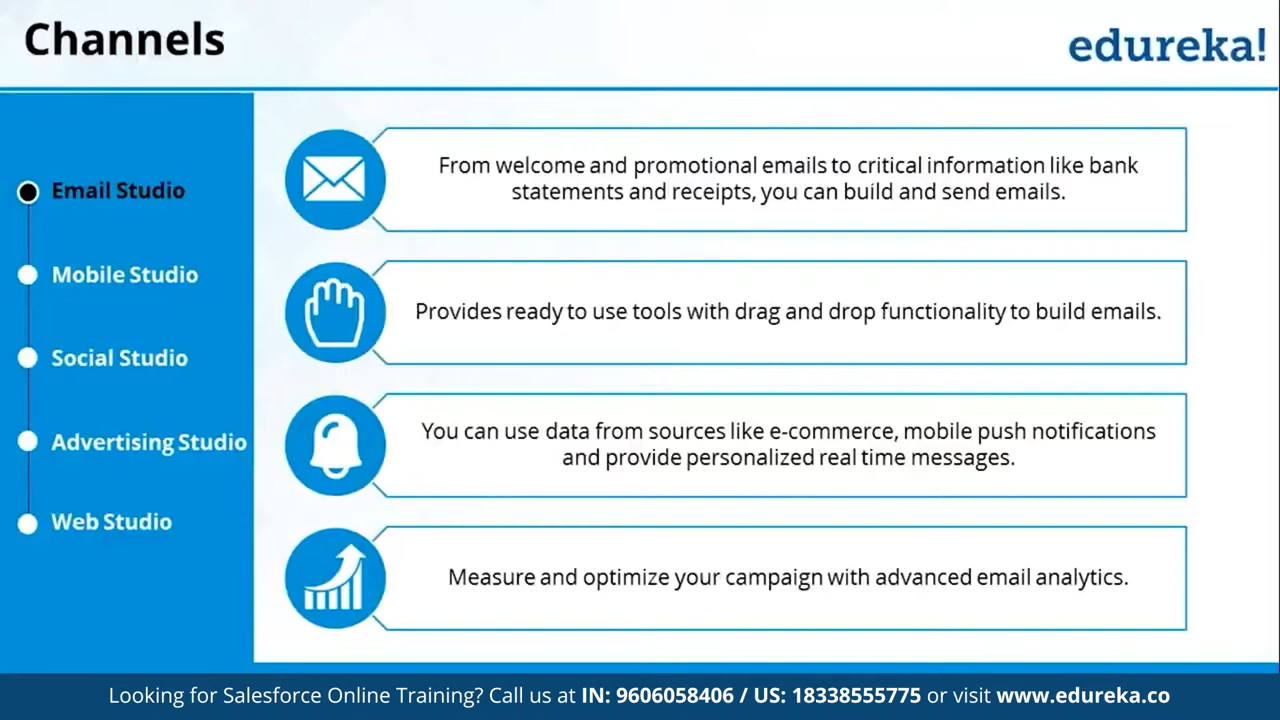 Channels
edureka!
Email Studio
Mobile Studio
Social Studio
Advertising Studio
Web Studio
From welcome and promotional emails to critical information like bank
statements and receipts, you can build and send emails.
Provides ready to use tools with drag and drop functionality to build emails.
You can use data from sources like e-commerce, mobile push notifications
and provide personalized real time messages.
Measure and optimize your campaign with advanced email analytics.
Looking for Salesforce Online Training? Call us at IN: 9606058406 / US: 18338555775 or visit www.edureka.co